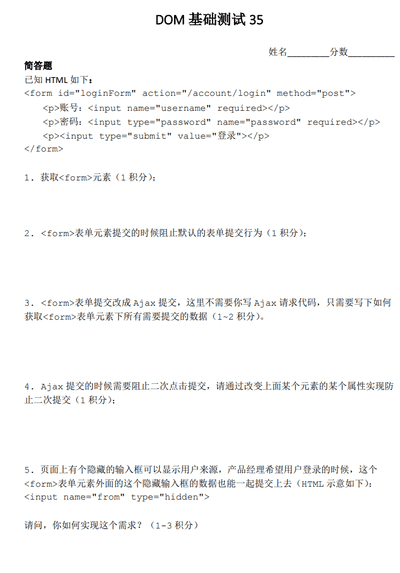 DOM 基础测试 35
姓名________分数_________
简答题
已知 HTML 如下：
<form id="loginForm" action="/account/login" method="post">
<p>账号：<input name="username" required></p>
<p>密码：<input type="password" name="password" required></p>
<p><input type="submit" value="登录"></p>
</form>
1. 获取<form>元素（1 积分）；
2. <form>表单元素提交的时候阻止默认的表单提交行为（1 积分）；
3. <form>表单提交改成 Ajax 提交，这里不需要你写 Ajax 请求代码，只需要写下如何
获取<form>表单元素下所有需要提交的数据（1~2 积分）。
4. Ajax 提交的时候需要阻止二次点击提交，请通过改变上面某个元素的某个属性实现防
止二次提交（1 积分）；
5. 页面上有个隐藏的输入框可以显示用户来源，产品经理希望用户登录的时候，这个
<form>表单元素外面的这个隐藏输入框的数据也能一起提交上去（HTML 示意如下）：
<input name="from" type="hidden">
请问，你如何实现这个需求？（1-3 积分）